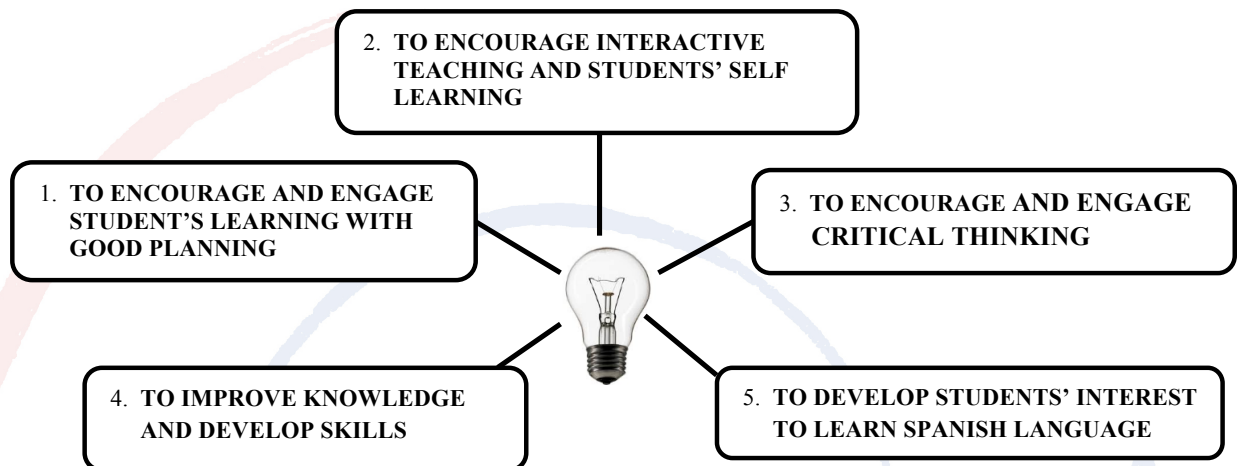 2. TO ENCOURAGE INTERACTIVE
TEACHING AND STUDENTS’ SELF
LEARNING
1. TO ENCOURAGE AND ENGAGE
STUDENT’S LEARNING WITH
GOOD PLANNING
3. TO ENCOURAGE AND ENGAGE
CRITICAL THINKING
4. TO IMPROVE KNOWLEDGE
AND DEVELOP SKILLS
5. TO DEVELOP STUDENTS’ INTEREST
TO LEARN SPANISH LANGUAGE